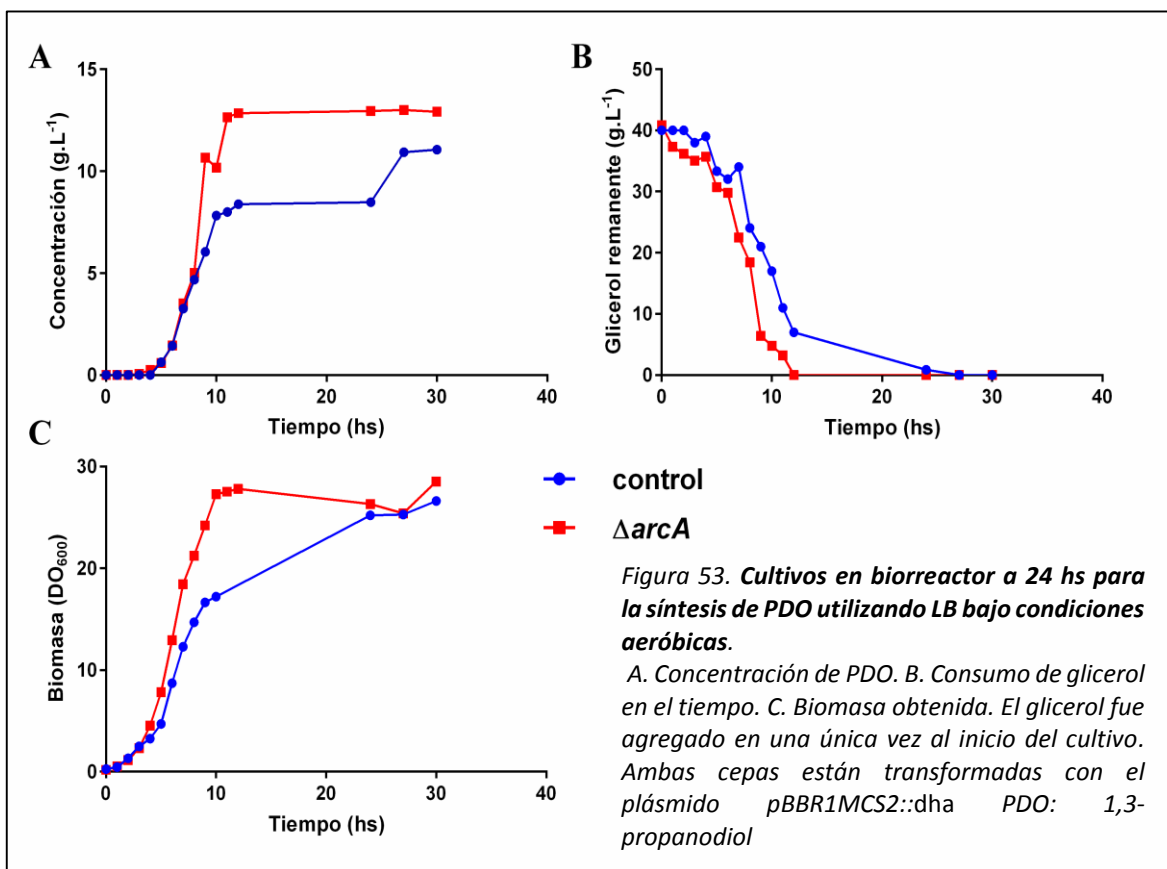 A
15
10
5
0
Concentración (g.L-1)
0 10 20 30 40
Tiempo (hs)
B
50
40
30
20
10
0
Glicerol remanente (g.L-1)
0 10 20 30 40
Tiempo (hs)
C
30
20
10
0
Biomasa (DO600)
0 10 20 30 40
Tiempo (hs)
control
ΔarcA
Figura 53. Cultivos en biorreactor a 24 hs para
la síntesis de PDO utilizando LB bajo condiciones
aeróbicas.
A. Concentración de PDO. B. Consumo de glicerol
en el tiempo. C. Biomasa obtenida. El glicerol fue
agregado en una única vez al inicio del cultivo.
Ambas cepas están transformadas con el
plásmido pBBR1MCS2::dha PDO: 1,3-
propanodiol